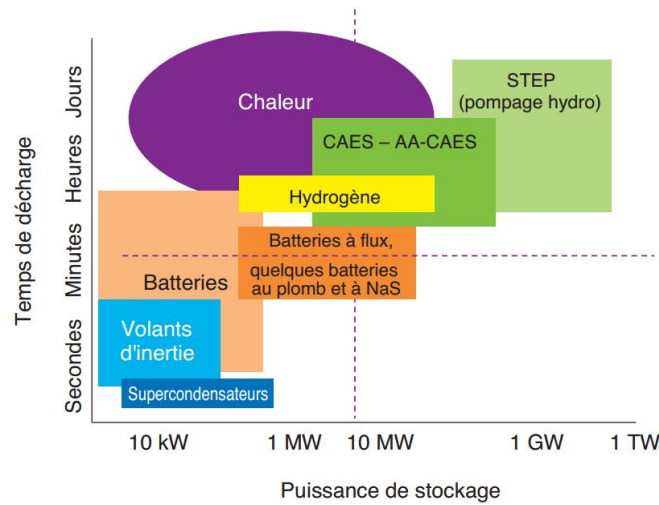 Temps de décharge
Jours
Heures
Minutes
Secondes
Chaleur
STEP
(pompage hydro)
CAES – AA-CAES
Hydrogène
Batteries à flux,
quelques batteries
au plomb et à NaS
Batteries
Volants
d'inertie
Supercondensateurs
10 kW
1 MW
10 MW
1 GW
1 TW
Puissance de stockage